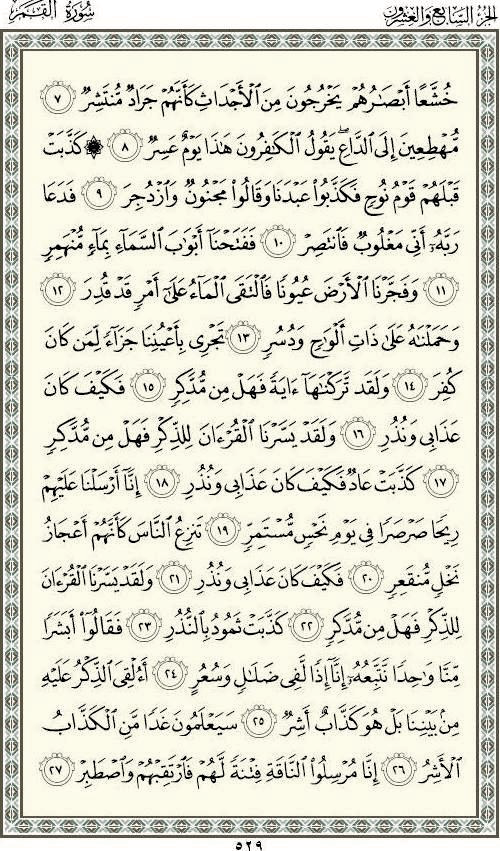 الجزء السابع والعشرون
سورة القمر
خُشَّعًا أَبْصَٰرُهُمْ يَخْرُجُونَ مِنَ ٱلْأَجْدَاثِ كَأَنَّهُمْ جَرَادٌ مُّنتَشِرٌ ٧
مُّهْطِعِينَ إِلَى ٱلدَّاعِ ۖ يَقُولُ ٱلْكَٰفِرُونَ هَٰذَا يَوْمٌ عَسِرٌ ٨ ۞ كَذَّبَتْ
قَبْلَهُمْ قَوْمُ نُوحٍ فَكَذَّبُوا۟ عَبْدَنَا وَقَالُوا۟ مَجْنُونٌ وَٱزْدُجِرَ ٩ فَدَعَا
رَبَّهُۥٓ أَنِّى مَغْلُوبٌ فَٱنتَصِرْ ١٠ فَفَتَحْنَآ أَبْوَٰبَ ٱلسَّمَآءِ بِمَآءٍ مُّنْهَمِرٍ
١١ وَفَجَّرْنَا ٱلْأَرْضَ عُيُونًا فَٱلْتَقَى ٱلْمَآءُ عَلَىٰٓ أَمْرٍ قَدْ قُدِرَ ١٢
وَحَمَلْنَٰهُ عَلَىٰ ذَاتِ أَلْوَٰحٍ وَدُسُرٍ ١٣ تَجْرِى بِأَعْيُنِنَا جَزَآءً لِّمَن كَانَ
كُفِرَ ١٤ وَلَقَد تَّرَكْنَٰهَآ ءَايَةً فَهَلْ مِن مُّدَّكِرٍ ١٥ فَكَيْفَ كَانَ
عَذَابِى وَنُذُرِ ١٦ وَلَقَدْ يَسَّرْنَا ٱلْقُرْءَانَ لِلذِّكْرِ فَهَلْ مِن مُّدَّكِرٍ
١٧ كَذَّبَتْ عَادٌ فَكَيْفَ كَانَ عَذَابِى وَنُذُرِ ١٨ إِنَّآ أَرْسَلْنَا عَلَيْهِمْ
رِيحًا صَرْصَرًا فِى يَوْمِ نَحْسٍ مُّسْتَمِرٍّ ١٩ تَنزِعُ ٱلنَّاسَ كَأَنَّهُمْ أَعْجَازُ
نَخْلٍ مُّنقَعِرٍ ٢٠ فَكَيْفَ كَانَ عَذَابِى وَنُذُرِ ٢١ وَلَقَدْ يَسَّرْنَا ٱلْقُرْءَانَ
لِلذِّكْرِ فَهَلْ مِن مُّدَّكِرٍ ٢٢ كَذَّبَتْ ثَمُودُ بِٱلنُّذُرِ ٢٣ فَقَالُوٓا۟ أَبَشَرًا
مِّنَّا وَٰحِدًا نَّتَّبِعُهُۥٓ إِنَّآ إِذًا لَّفِى ضَلَٰلٍ وَسُعُرٍ ٢٤ أَءُلْقِىَ ٱلذِّكْرُ عَلَيْهِ
مِنۢ بَيْنِنَا بَلْ هُوَ كَذَّابٌ أَشِرٌ ٢٥ سَيَعْلَمُونَ غَدًا مَّنِ ٱلْكَذَّابُ
ٱلْأَشِرُ ٢٦ إِنَّا مُرْسِلُوا۟ ٱلنَّاقَةِ فِتْنَةً لَّهُمْ فَٱرْتَقِبْهُمْ وَٱصْطَبِرْ ٢٧
٥٢٩